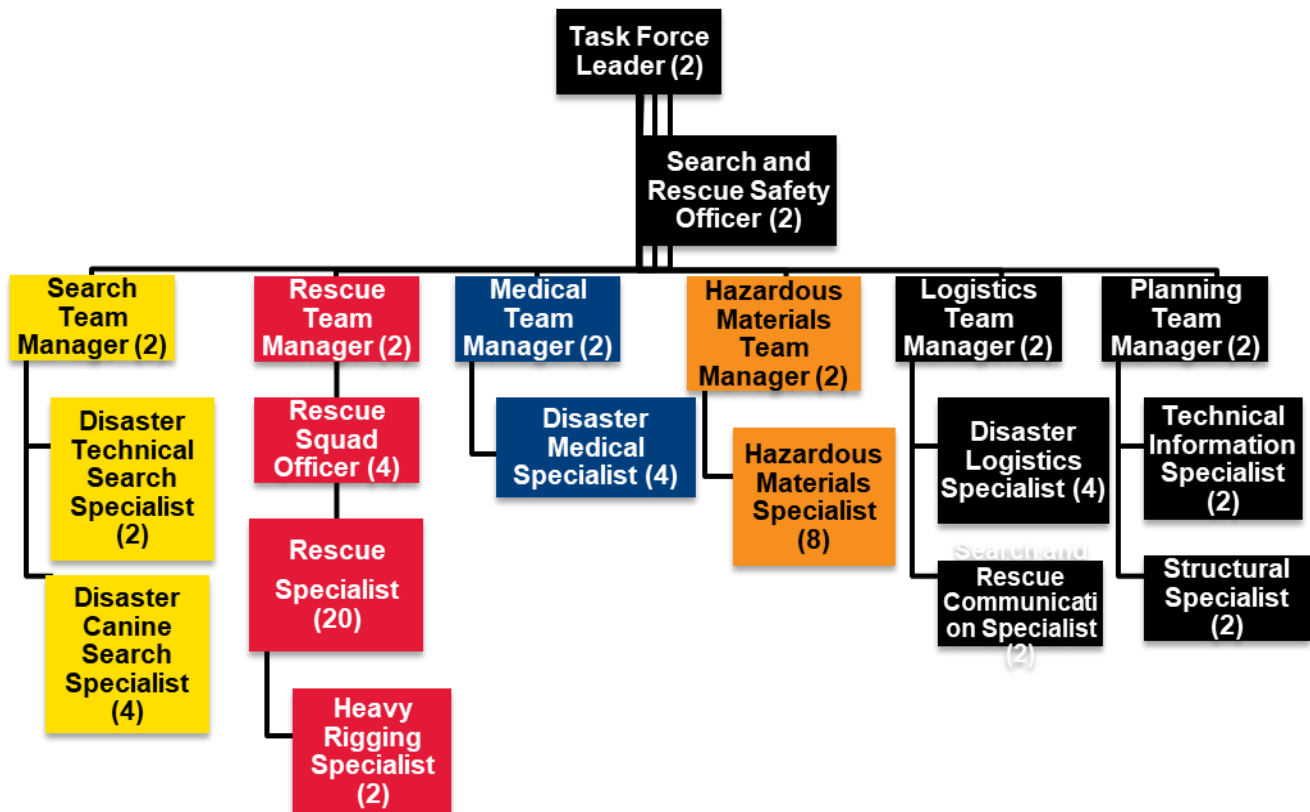 Task Force
Leader (2)
Search and
Rescue Safety
Officer (2)
Search
Team
Manager (2)
Rescue
Team
Manager (2)
Medical
Team
Manager (2)
Hazardous
Materials
Team
Manager (2)
Logistics
Team
Manager (2)
Planning
Team
Manager (2)
Disaster
Technical
Search
Specialist
(2)
Rescue
Squad
Officer (4)
Disaster
Medical
Specialist (4)
Hazardous
Materials
Specialist
(8)
Disaster
Logistics
Specialist (4)
Technical
Information
Specialist
(2)
Disaster
Canine
Search
Specialist
(4)
Rescue
Specialist
(20)
Search and
Rescue
Communicati
on Specialist
(2)
Structural
Specialist
(2)
Heavy
Rigging
Specialist
(2)